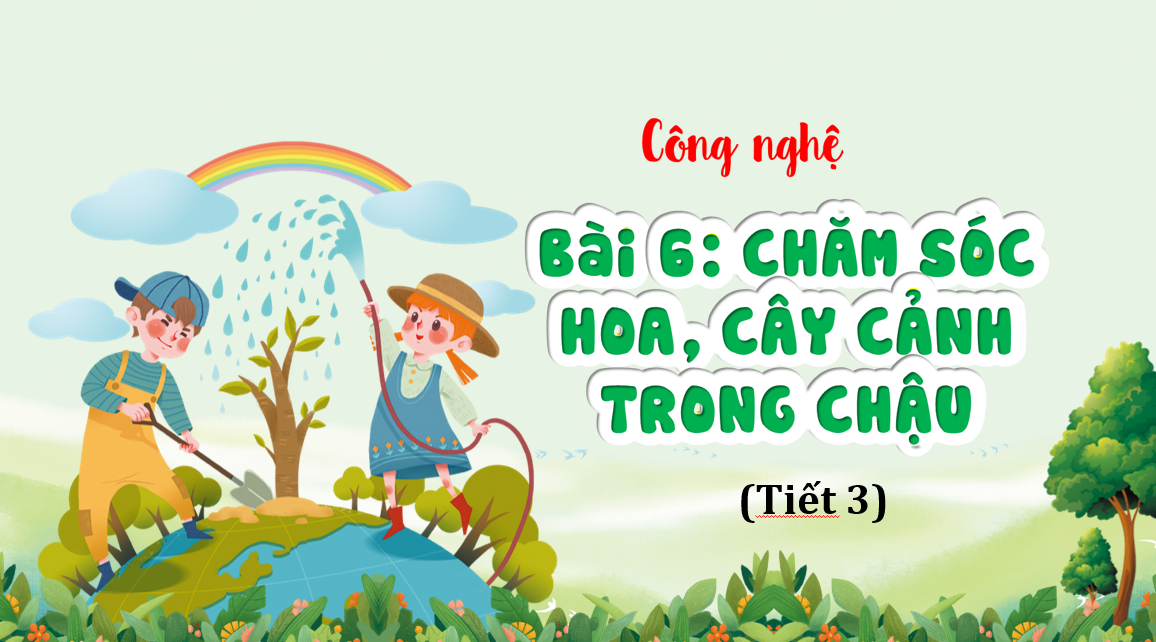 Công nghệ
Bài 6: CHĂM SÓC
HOA, CÂY CẢNH
TRONG CHẬU
(Tiết 3)